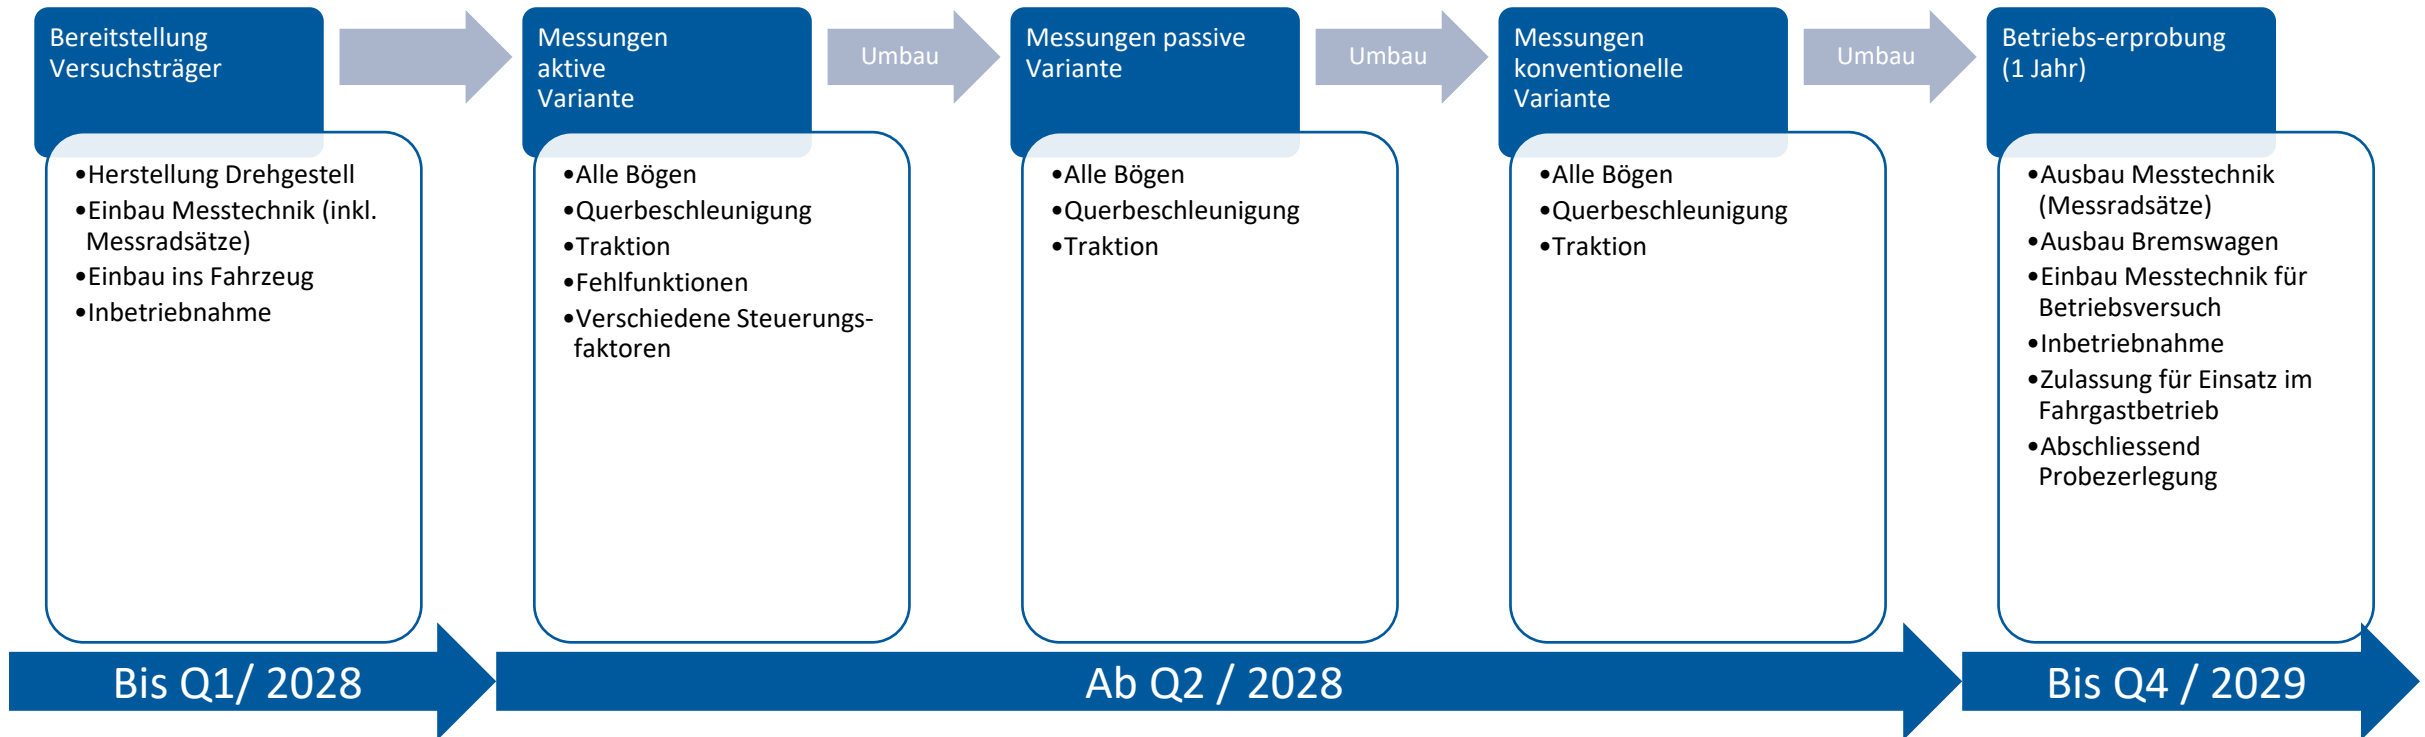 Bereitstellung
Versuchsträger
•Herstellung Drehgestell
•Einbau Messtechnik (inkl.
Messradsätze)
•Einbau ins Fahrzeug
•Inbetriebnahme
Messungen
aktive
Variante
•Alle Bögen
•Querbeschleunigung
•Traktion
•Fehlfunktionen
•Verschiedene Steuerungs-
faktoren
Umbau
Messungen passive
Variante
•Alle Bögen
•Querbeschleunigung
•Traktion
Umbau
Messungen
konventionelle
Variante
•Alle Bögen
•Querbeschleunigung
•Traktion
Umbau
Betriebs-erprobung
(1 Jahr)
•Ausbau Messtechnik
(Messradsätze)
•Ausbau Bremswagen
•Einbau Messtechnik für
Betriebsversuch
•Inbetriebnahme
•Zulassung für Einsatz im
Fahrgastbetrieb
•Abschliessend
Probezerlegung
Bis Q1/ 2028
Ab Q2 / 2028
Bis Q4 / 2029